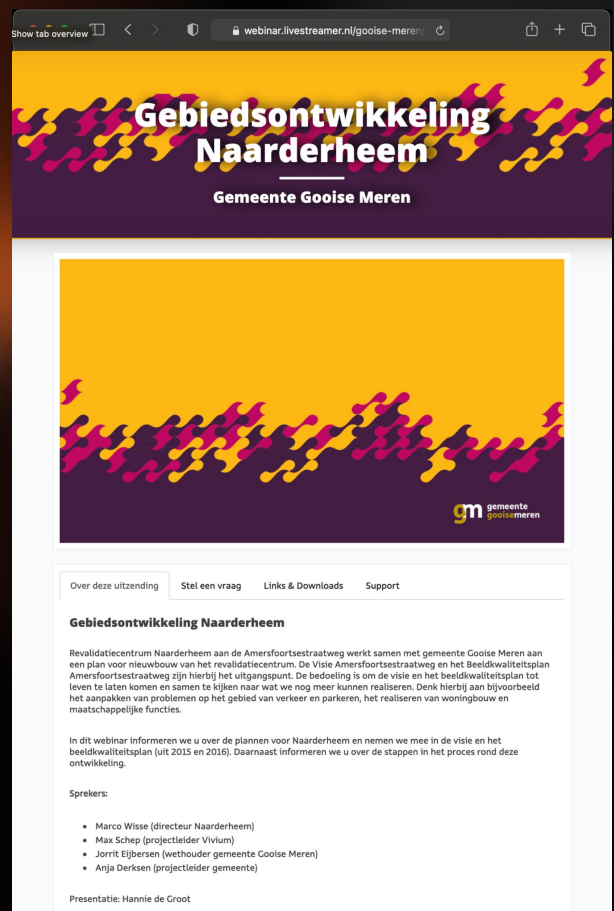 Show tab overview
webinar.livestreamer.nl/gooise-meren/
Gebiedsontwikkeling
Naarderheem
Gemeente Gooise Meren
gm gemeente
gooisemeren
Over deze uitzending Stel een vraag Links & Downloads Support
Gebiedsontwikkeling Naarderheem
Revalidatiecentrum Naarderheem aan de Amersfoortsestraatweg werkt samen met gemeente Gooise Meren aan
een plan voor nieuwbouw van het revalidatiecentrum. De Visie Amersfoortsestraatweg en het Beeldkwaliteitsplan
Amersfoortsestraatweg zijn hierbij het uitgangspunt. De bedoeling is om de visie en het beeldkwaliteitsplan tot
leven te laten komen en samen te kijken naar wat we nog meer kunnen realiseren. Denk hierbij aan bijvoorbeeld
het aanpakken van problemen op het gebied van verkeer en parkeren, het realiseren van woningbouw en
maatschappelijke functies.
In dit webinar informeren we u over de plannen voor Naarderheem en nemen we mee in de visie en het
beeldkwaliteitsplan (uit 2015 en 2016). Daarnaast informeren we u over de stappen in het proces rond deze
ontwikkeling.
Sprekers:
• Marco Wisse (directeur Naarderheem)
• Max Schep (projectleider Vivium)
• Jorrit Eijbersen (wethouder gemeente Gooise Meren)
• Anja Derksen (projectleider gemeente)
Presentatie: Hannie de Groot